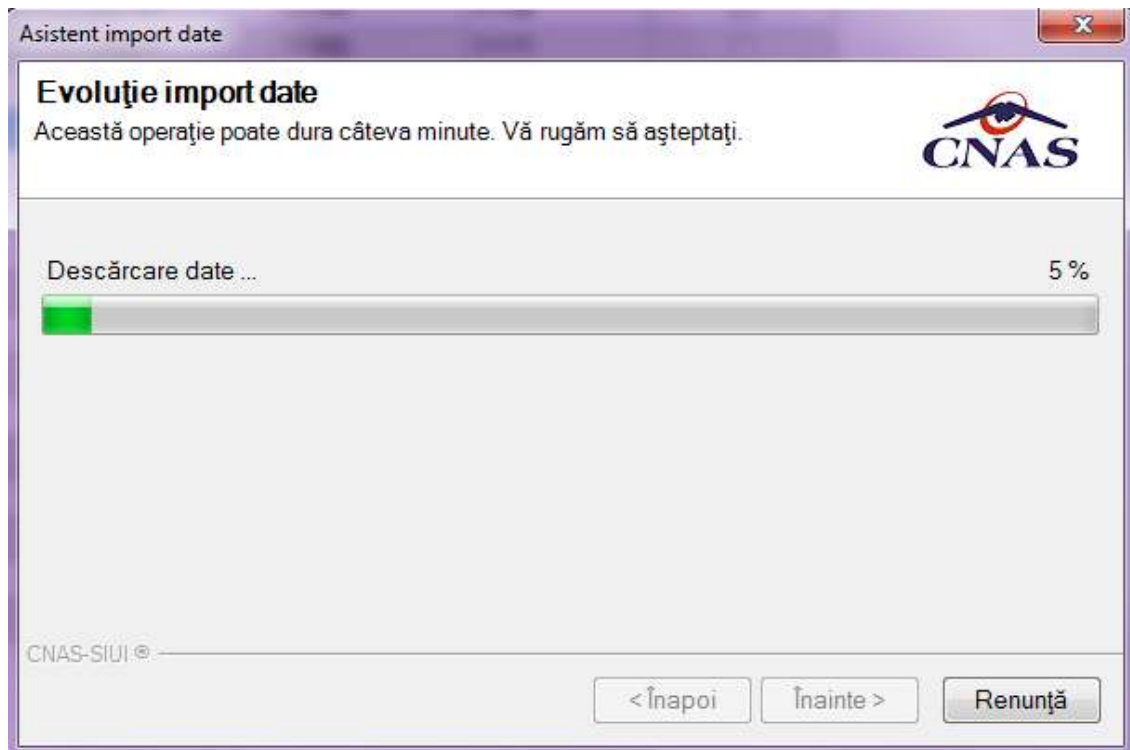 Asistent import date
Evoluţie import date
Această operaţie poate dura câteva minute. Vă rugăm să aşteptaţi.
CNAS
Descărcare date ...
5 %
CNAS-SIUI ®
< Înapoi
Înainte >
Renunţă